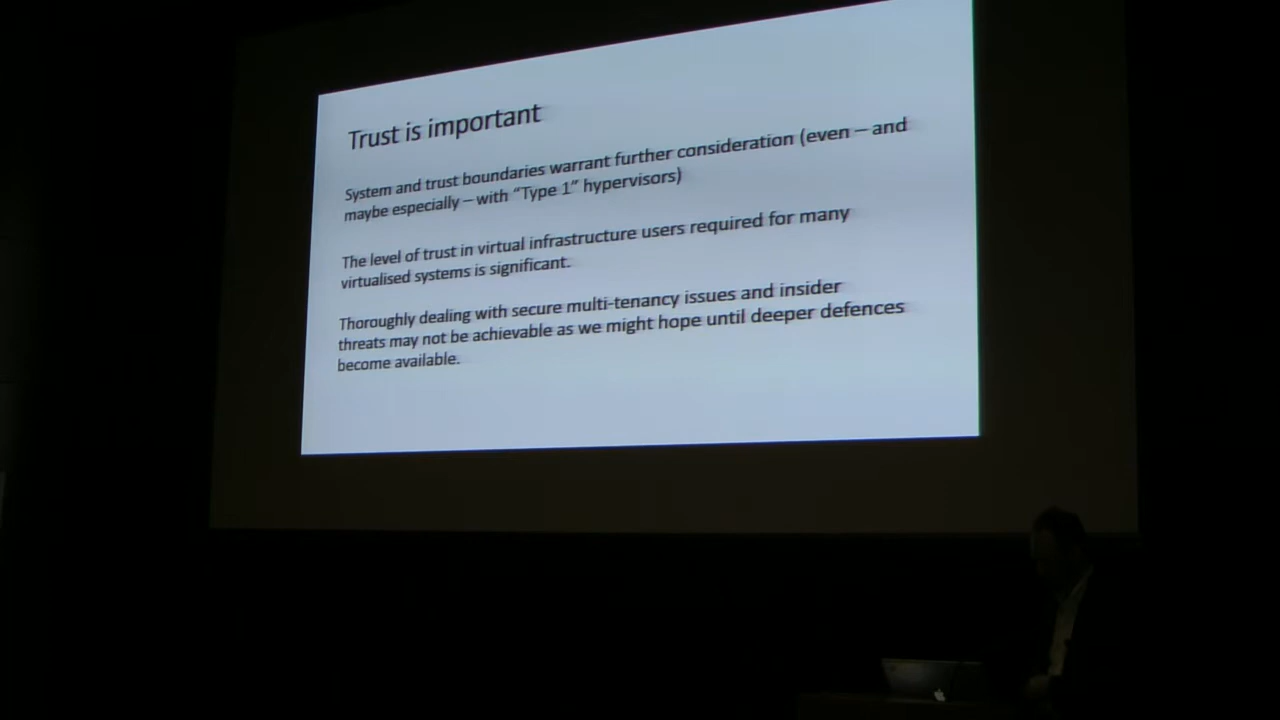 Trust is important
System and trust boundaries warrant further consideration (even – and
maybe especially – with “Type 1” hypervisors)
The level of trust in virtual infrastructure users required for many
virtualised systems is significant.
Thoroughly dealing with secure multi-tenancy issues and insider
threats may not be achievable as we might hope until deeper defences
become available.